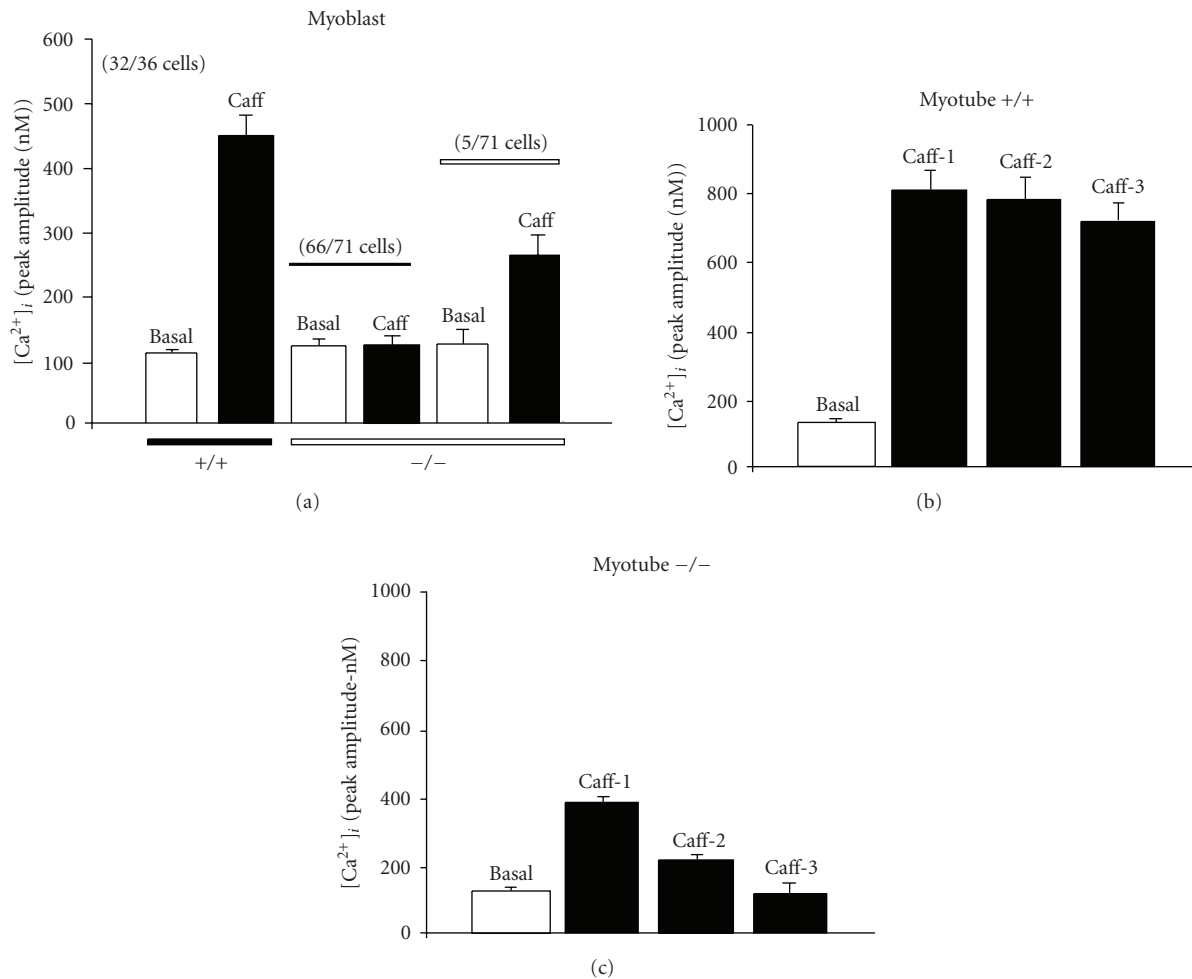 Myoblast
600
500
400
300
200
100
0
[Ca²⁺]ᵢ (peak amplitude (nM))
(32/36 cells)
Caff
Basal
(66/71 cells)
Basal
Caff
(5/71 cells)
Basal
Caff
+/+
−/−
(a)
Myotube +/+
1000
800
600
400
200
0
[Ca²⁺]ᵢ (peak amplitude (nM))
Basal
Caff-1
Caff-2
Caff-3
(b)
Myotube −/−
1000
800
600
400
200
0
[Ca²⁺]ᵢ (peak amplitude-nM)
Basal
Caff-1
Caff-2
Caff-3
(c)